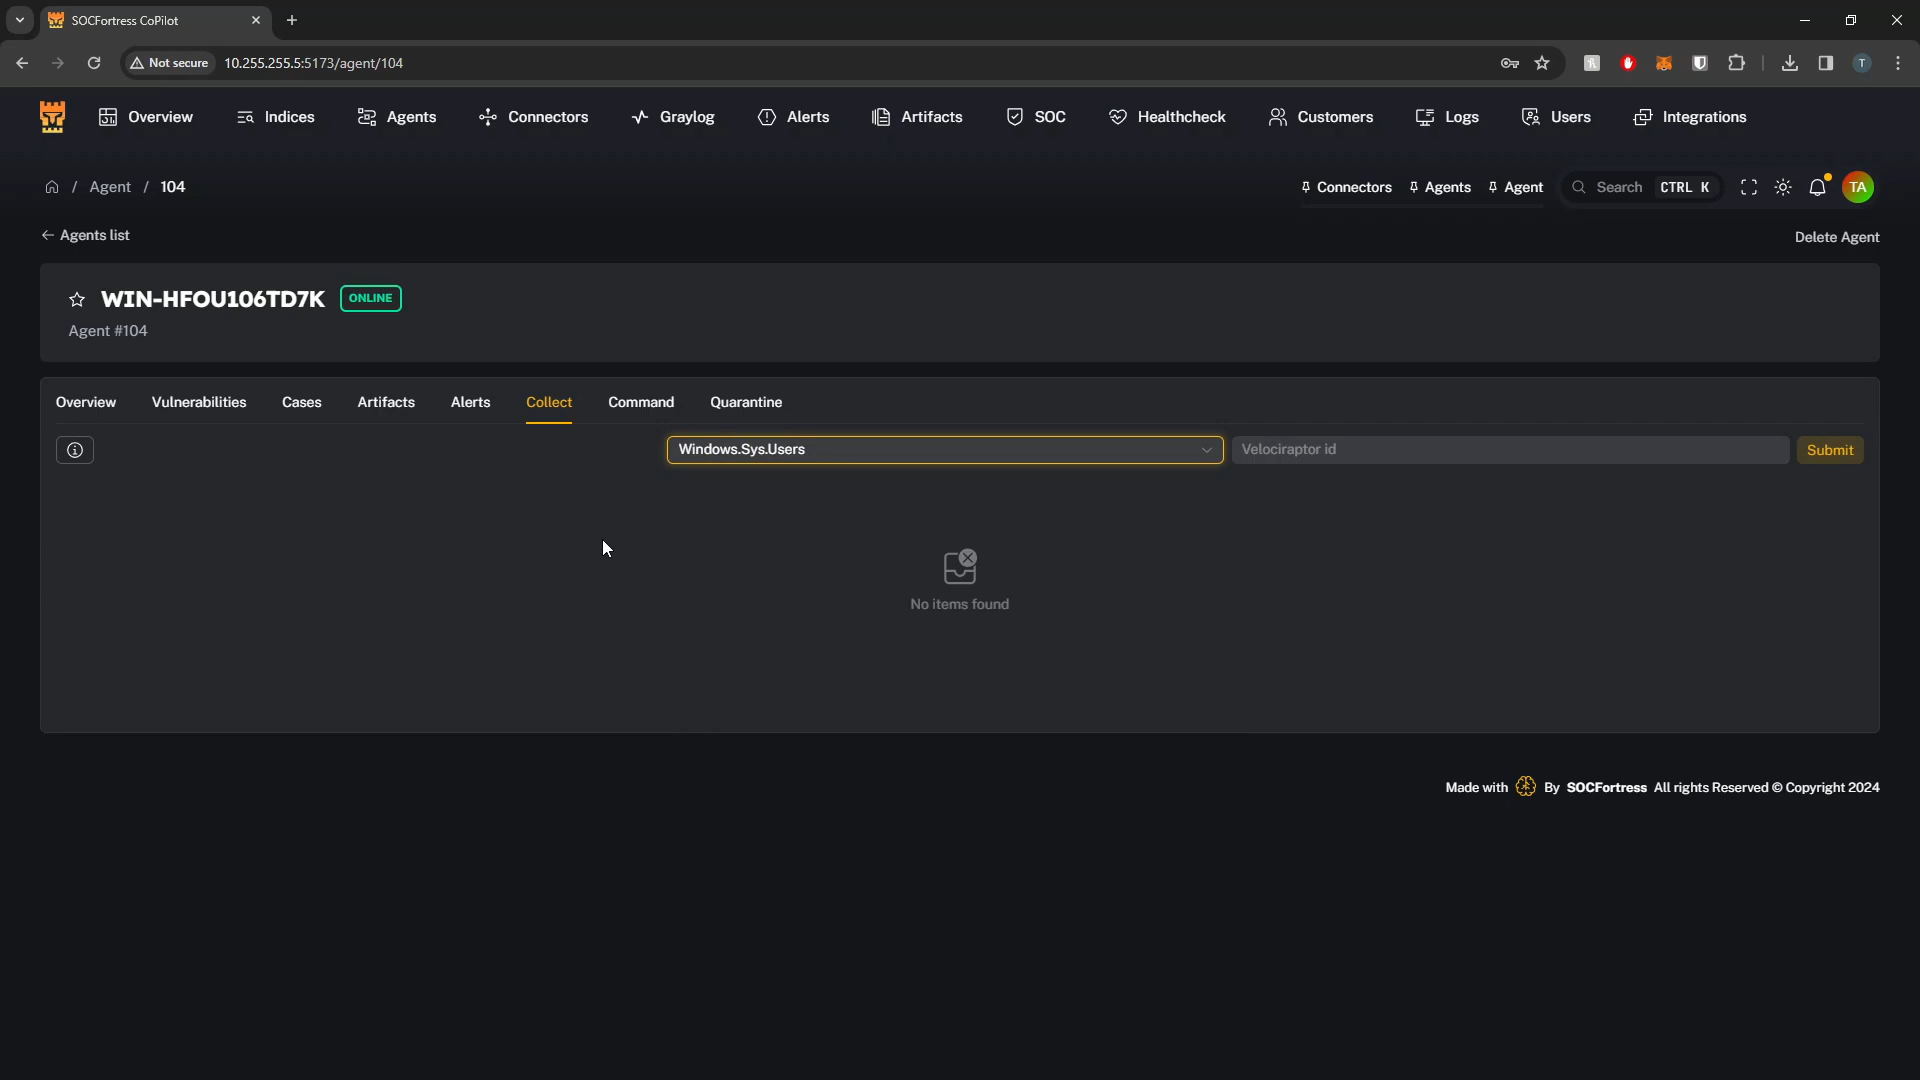 SOCFortress CoPilot
Not secure 10.255.255.5:5173/agent/104
T
Overview Indices Agents Connectors Graylog Alerts Artifacts SOC Healthcheck Customers Logs Users Integrations
/ Agent / 104 Connectors Agents Agent Search CTRL K TA
Agents list Delete Agent
WIN-HFOU106TD7K ONLINE
Agent #104
Overview Vulnerabilities Cases Artifacts Alerts Collect Command Quarantine
Windows.Sys.Users Velociraptor id Submit
No items found
Made with By SOCFortress All rights Reserved © Copyright 2024